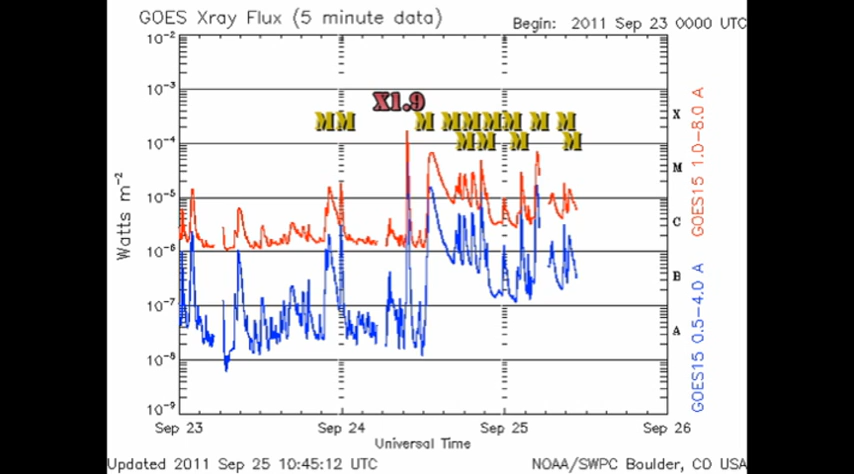 GOES Xray Flux (5 minute data)
Begin: 2011 Sep 23 0000 UTC
10⁻²
10⁻³
10⁻⁴
10⁻⁵
10⁻⁶
10⁻⁷
10⁻⁸
10⁻⁹
Watts m⁻²
X1.9
M M M M M M M M M
M M M M
X
M
C
B
A
GOES15 1.0-8.0 A
GOES15 0.5-4.0 A
Sep 23
Sep 24
Sep 25
Sep 26
Universal Time
Updated 2011 Sep 25 10:45:12 UTC
NOAA/SWPC Boulder, CO USA